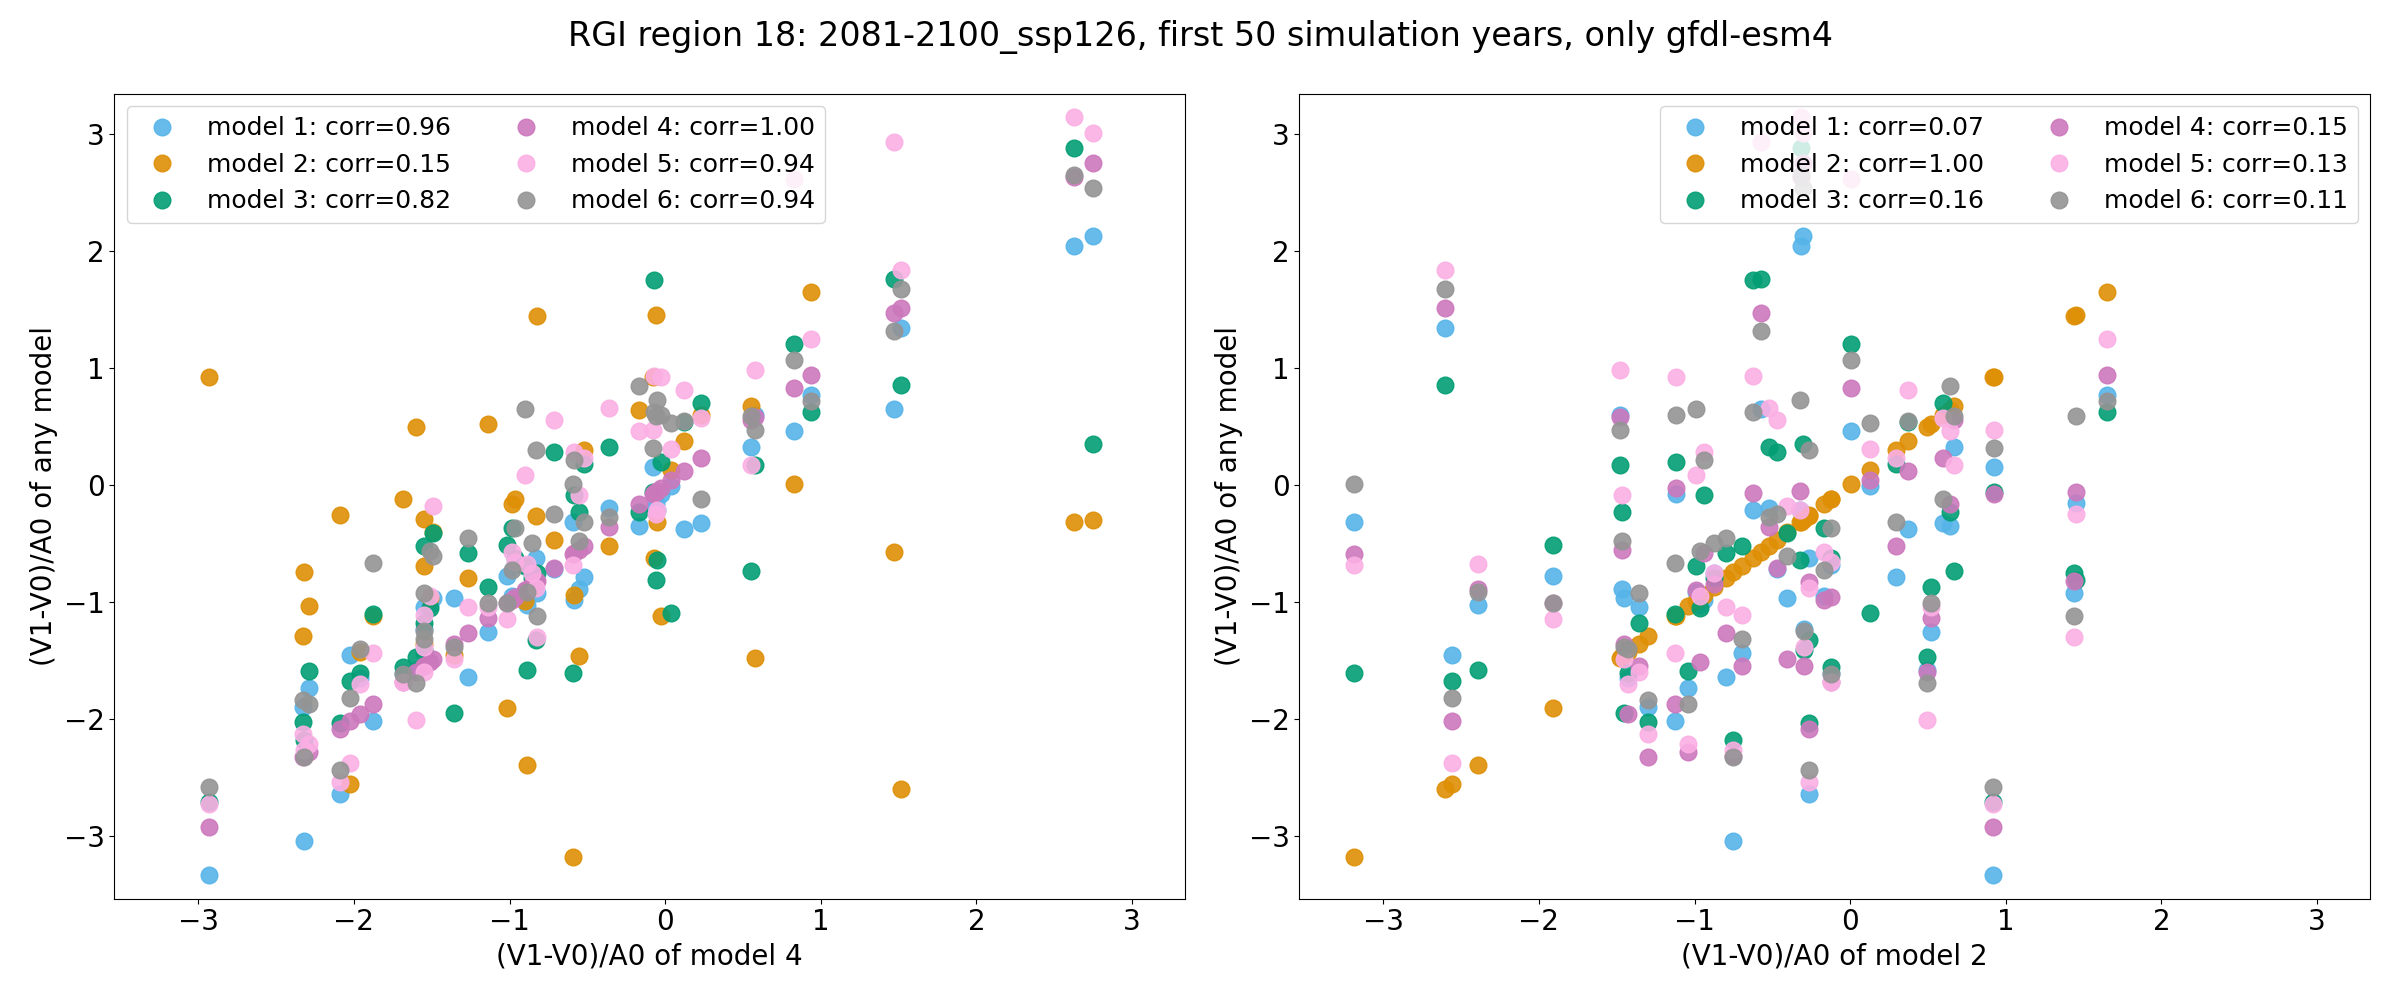 RGI region 18: 2081-2100_ssp126, first 50 simulation years, only gfdl-esm4
model 1: corr=0.96
model 2: corr=0.15
model 3: corr=0.82
model 4: corr=1.00
model 5: corr=0.94
model 6: corr=0.94
3
2
1
0
−1
−2
−3
(V1-V0)/A0 of any model
−3 −2 −1 0 1 2 3
(V1-V0)/A0 of model 4
model 1: corr=0.07
model 2: corr=1.00
model 3: corr=0.16
model 4: corr=0.15
model 5: corr=0.13
model 6: corr=0.11
3
2
1
0
−1
−2
−3
(V1-V0)/A0 of any model
−3 −2 −1 0 1 2 3
(V1-V0)/A0 of model 2